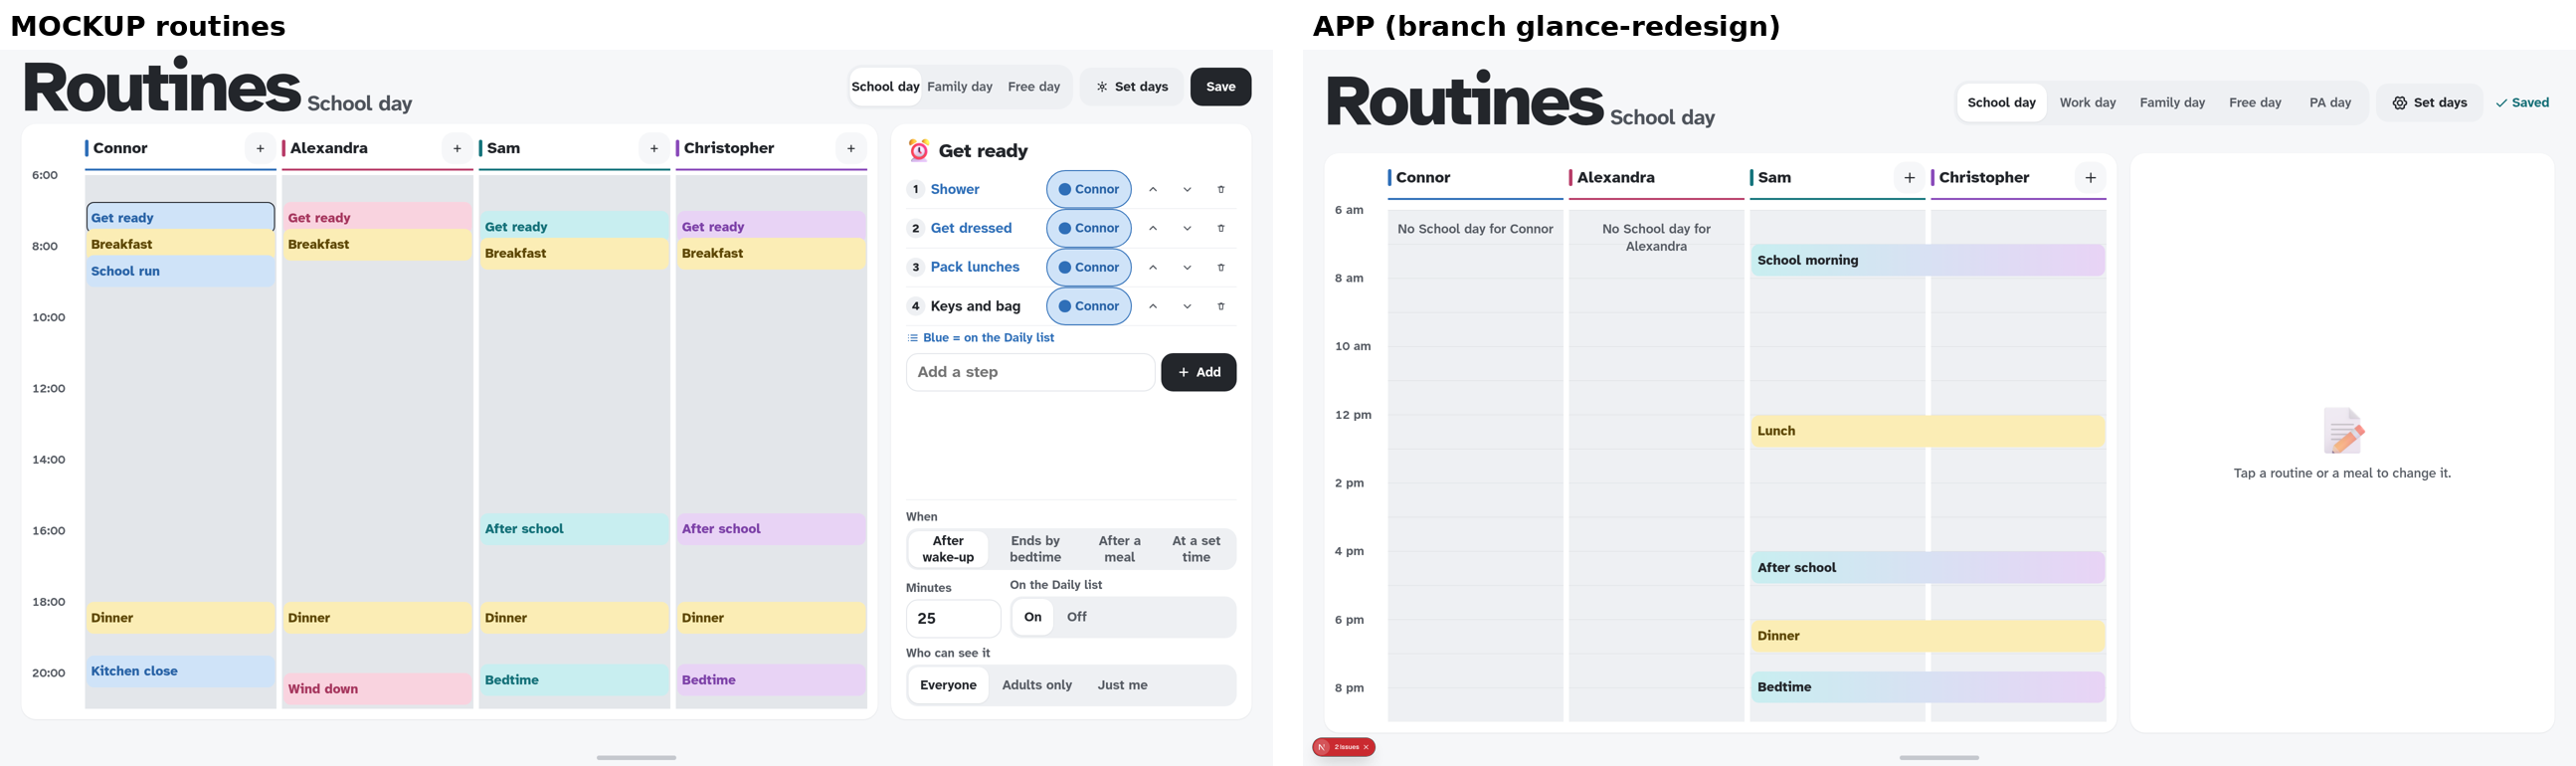 MOCKUP routines
Routines School day
School day Family day Free day Set days Save
Connor + Alexandra + Sam + Christopher +
6:00
8:00
10:00
12:00
14:00
16:00
18:00
20:00
Get ready
Breakfast
School run
Dinner
Kitchen close
Get ready
Breakfast
Dinner
Wind down
Get ready
Breakfast
After school
Dinner
Bedtime
Get ready
Breakfast
After school
Dinner
Bedtime
Get ready
1 Shower Connor
2 Get dressed Connor
3 Pack lunches Connor
4 Keys and bag Connor
Blue = on the Daily list
Add a step + Add
When
After wake-up
Ends by bedtime
After a meal
At a set time
Minutes
25
On the Daily list
On Off
Who can see it
Everyone Adults only Just me
APP (branch glance-redesign)
Routines School day
School day Work day Family day Free day PA day Set days ✓ Saved
Connor Alexandra Sam + Christopher +
6 am
8 am
10 am
12 pm
2 pm
4 pm
6 pm
8 pm
No School day for Connor
No School day for
Alexandra
School morning
Lunch
After school
Dinner
Bedtime
Tap a routine or a meal to change it.
N 2 Issues ×